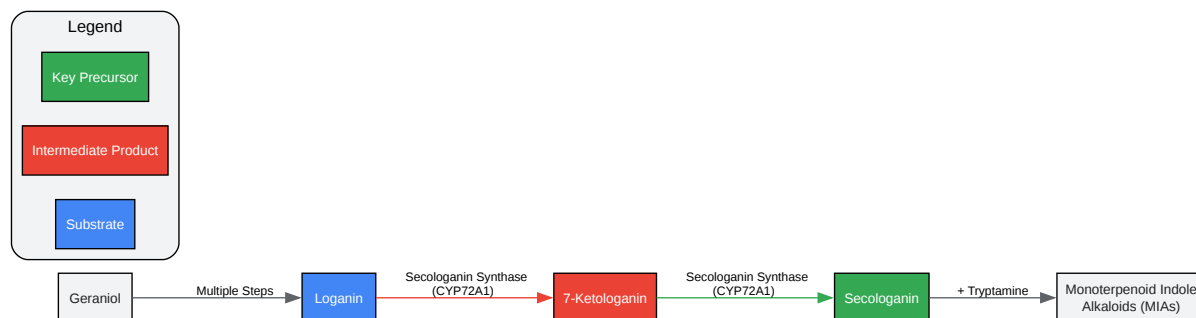 Legend
Key Precursor
Intermediate Product
Substrate
Geraniol
Multiple Steps
Loganin
Secologanin Synthase
(CYP72A1)
7-Ketologanin
Secologanin Synthase
(CYP72A1)
Secologanin
+ Tryptamine
Monoterpenoid Indole
Alkaloids (MIAs)